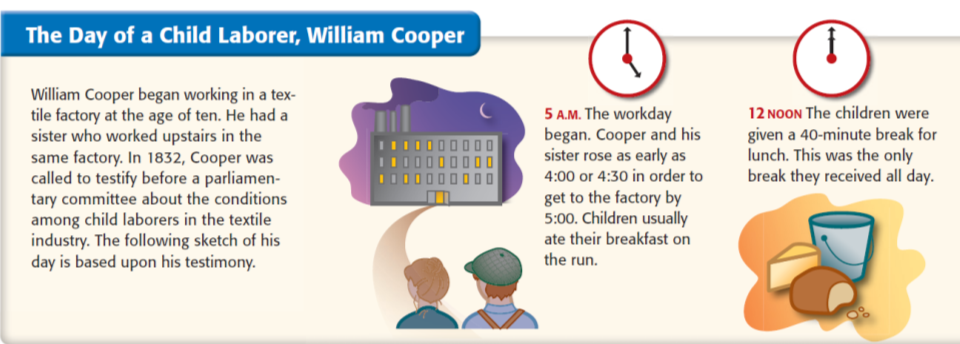 The Day of a Child Laborer, William Cooper
William Cooper began working in a tex-
tile factory at the age of ten. He had a
sister who worked upstairs in the
same factory. In 1832, Cooper was
called to testify before a parliamen-
tary committee about the conditions
among child laborers in the textile
industry. The following sketch of his
day is based upon his testimony.
5 A.M. The workday
began. Cooper and his
sister rose as early as
4:00 or 4:30 in order to
get to the factory by
5:00. Children usually
ate their breakfast on
the run.
12 NOON The children were
given a 40-minute break for
lunch. This was the only
break they received all day.